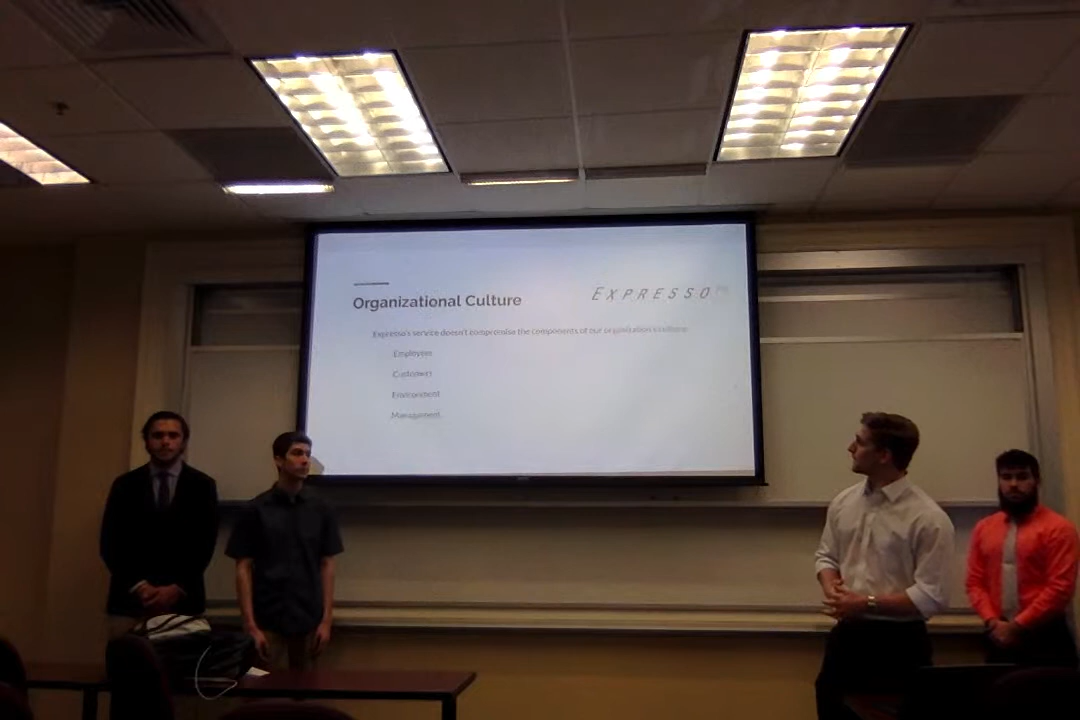 Organizational Culture
EXPRESSO
Expresso's service doesn't compromise the components of our organization's culture
Employees
Customers
Environment
Management